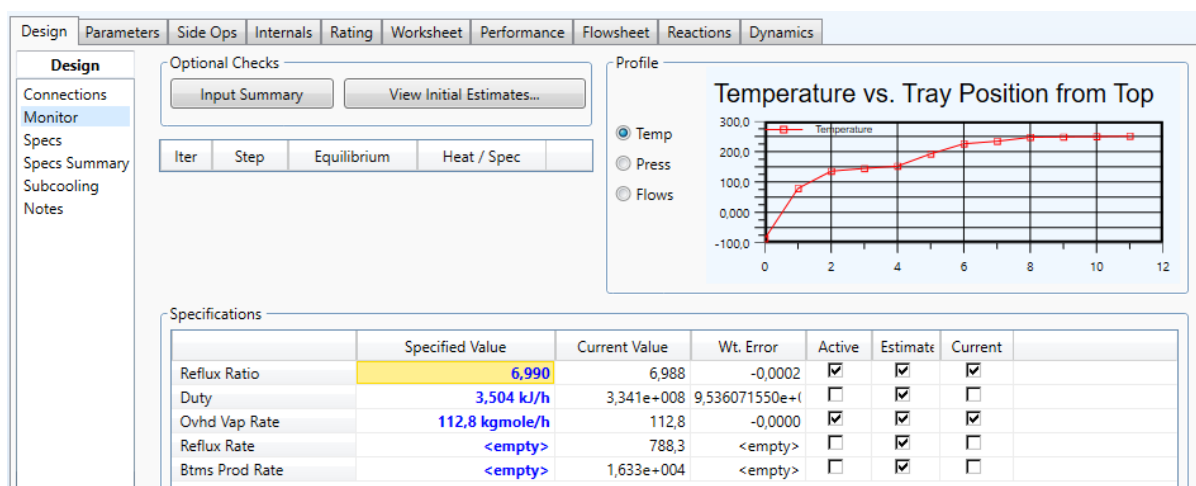 Design Parameters Side Ops Internals Rating Worksheet Performance Flowsheet Reactions Dynamics
Design
Connections
Monitor
Specs
Specs Summary
Subcooling
Notes
Optional Checks
Input Summary View Initial Estimates...
Iter Step Equilibrium Heat / Spec
Profile
Temp
Press
Flows
Temperature vs. Tray Position from Top
Temperature
300,0
200,0
100,0
0,000
-100,0
0 2 4 6 8 10 12
Specifications
Specified Value Current Value Wt. Error Active Estimate Current
Reflux Ratio 6,990 6,988 -0,0002
Duty 3,504 kJ/h 3,341e+008 9,536071550e+(
Ovhd Vap Rate 112,8 kgmole/h 112,8 -0,0000
Reflux Rate <empty> 788,3 <empty>
Btms Prod Rate <empty> 1,633e+004 <empty>